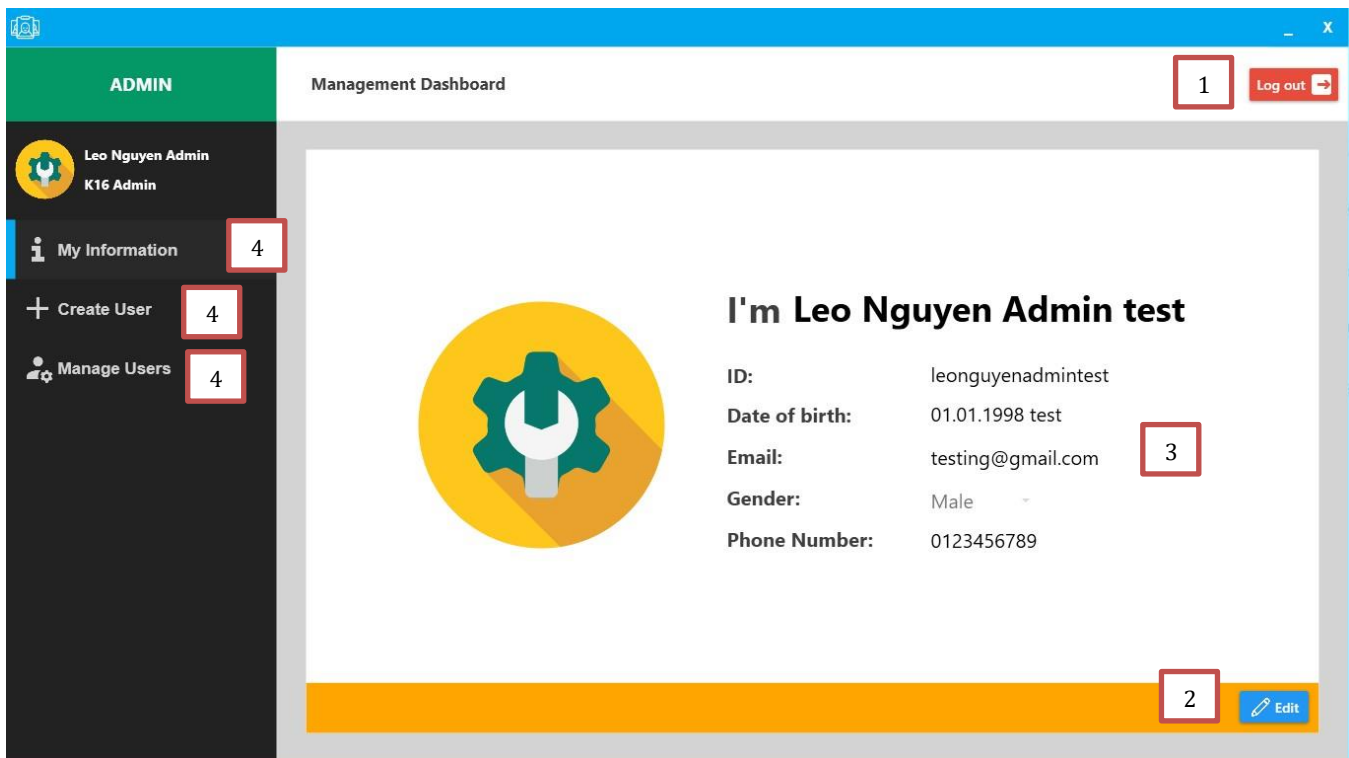 _ X
ADMIN
Management Dashboard
1
Log out
Leo Nguyen Admin
K16 Admin
My Information
4
Create User
4
Manage Users
4
I'm Leo Nguyen Admin test
ID: leonguyenadmintest
Date of birth: 01.01.1998 test
Email: testing@gmail.com
3
Gender: Male
Phone Number: 0123456789
2
Edit